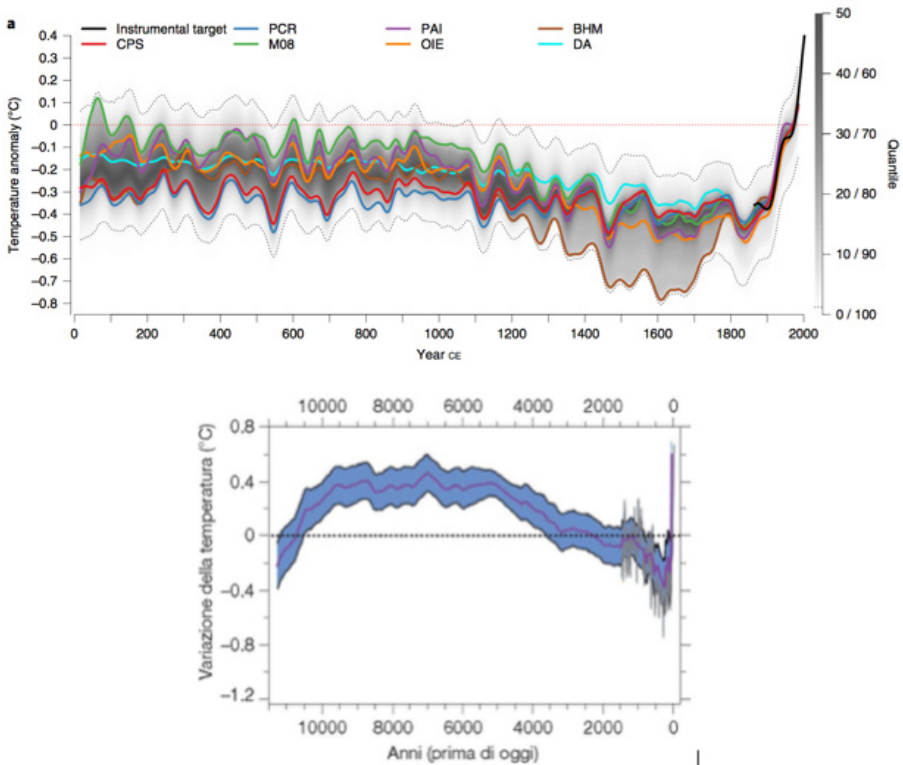 a
Instrumental target PCR PAI BHM
CPS M08 OIE DA
Temperature anomaly (°C)
0.4
0.3
0.2
0.1
0
−0.1
−0.2
−0.3
−0.4
−0.5
−0.6
−0.7
−0.8
0 200 400 600 800 1000 1200 1400 1600 1800 2000
Year CE
50
40 / 60
30 / 70
20 / 80
10 / 90
0 / 100
Quantile
10000 8000 6000 4000 2000 0
Variazione della temperatura (°C)
0.8
0.4
0
−0.4
−0.8
−1.2
10000 8000 6000 4000 2000 0
Anni (prima di oggi)